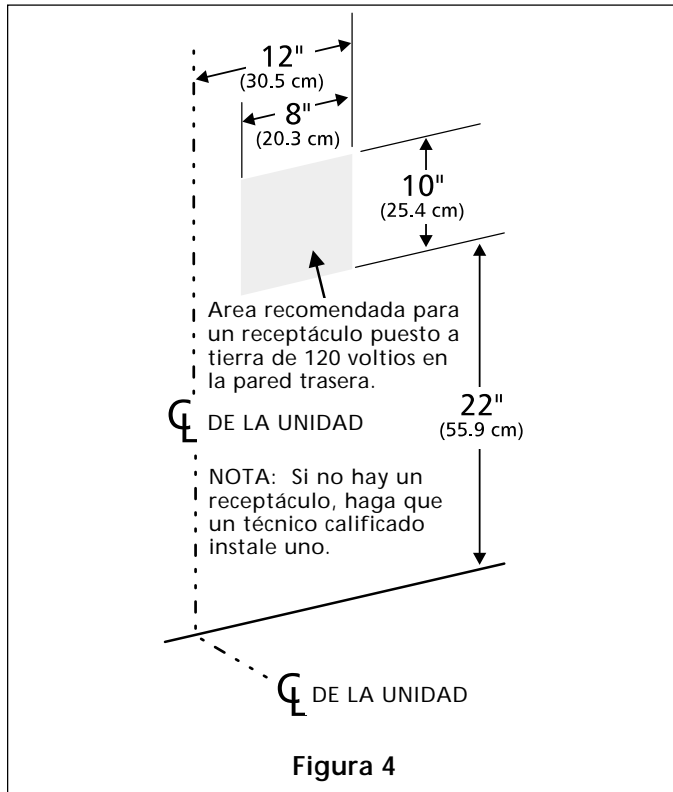 12"
(30.5 cm)
8"
(20.3 cm)
10"
(25.4 cm)
Area recomendada para
un receptáculo puesto a
tierra de 120 voltios en
la pared trasera.
22"
(55.9 cm)
℄ DE LA UNIDAD
NOTA: Si no hay un
receptáculo, haga que
un técnico calificado
instale uno.
℄ DE LA UNIDAD
Figura 4